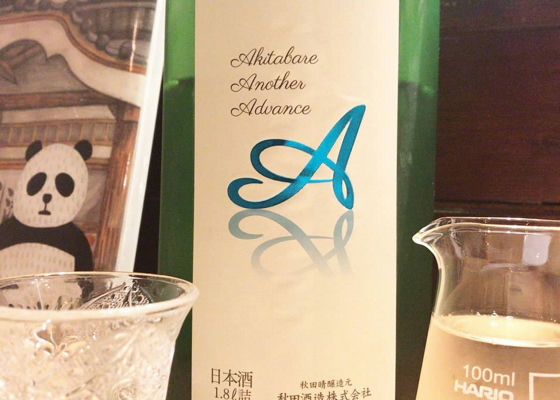 Akitabare
Another
Advance
A
日本酒
1.8ℓ詰
秋田晴醸造元
秋田酒造株式会社
100ml
HARIO